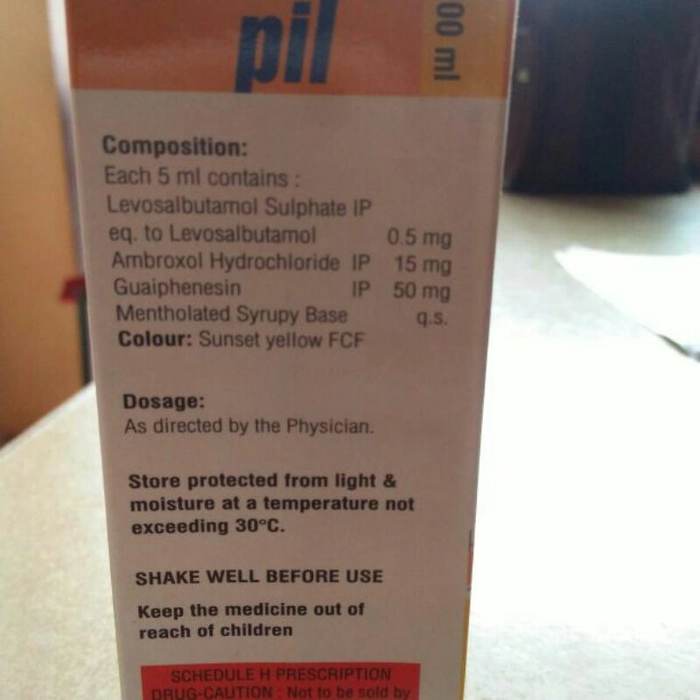 pil
00 ml
Composition:
Each 5 ml contains :
Levosalbutamol Sulphate IP
eq. to Levosalbutamol 0.5 mg
Ambroxol Hydrochloride IP 15 mg
Guaiphenesin IP 50 mg
Mentholated Syrupy Base q.s.
Colour: Sunset yellow FCF
Dosage:
As directed by the Physician.
Store protected from light &
moisture at a temperature not
exceeding 30°C.
SHAKE WELL BEFORE USE
Keep the medicine out of
reach of children
SCHEDULE H PRESCRIPTION
DRUG-CAUTION : Not to be sold by